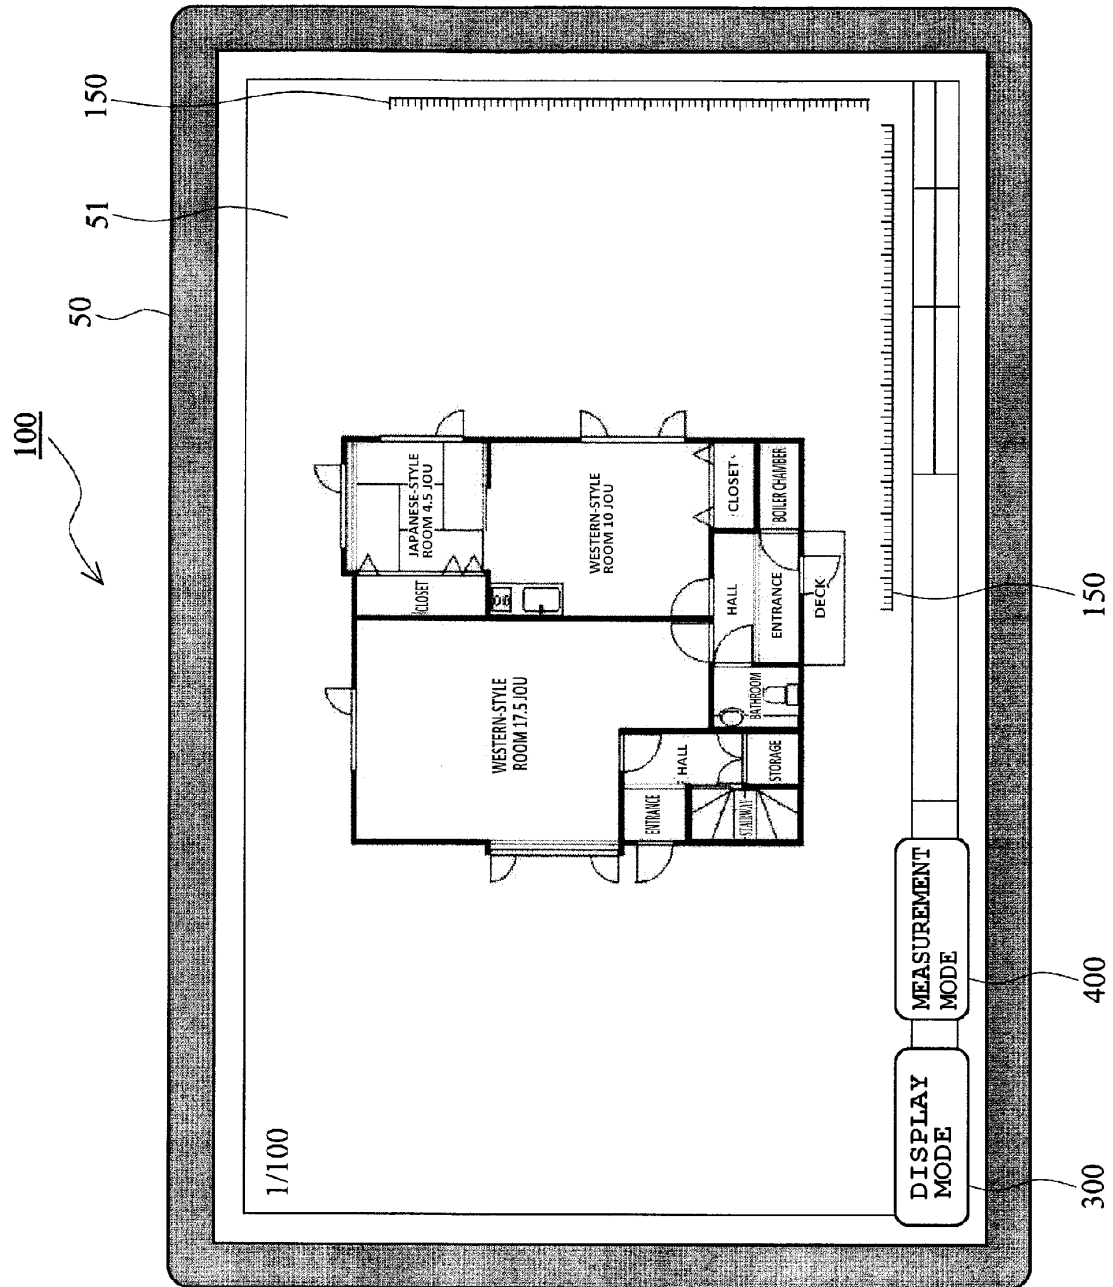 100
50
51
150
1/100
JAPANESE-STYLE
ROOM 4.5 JOU
CLOSET
WESTERN-STYLE
ROOM 17.5 JOU
WESTERN-STYLE
ROOM 10 JOU
CLOSET
BOILER CHAMBER
HALL
ENTRANCE
DECK
BATHROOM
HALL
STORAGE
ENTRANCE
STAIRWAY
DISPLAY
MODE
MEASUREMENT
MODE
300
400
150